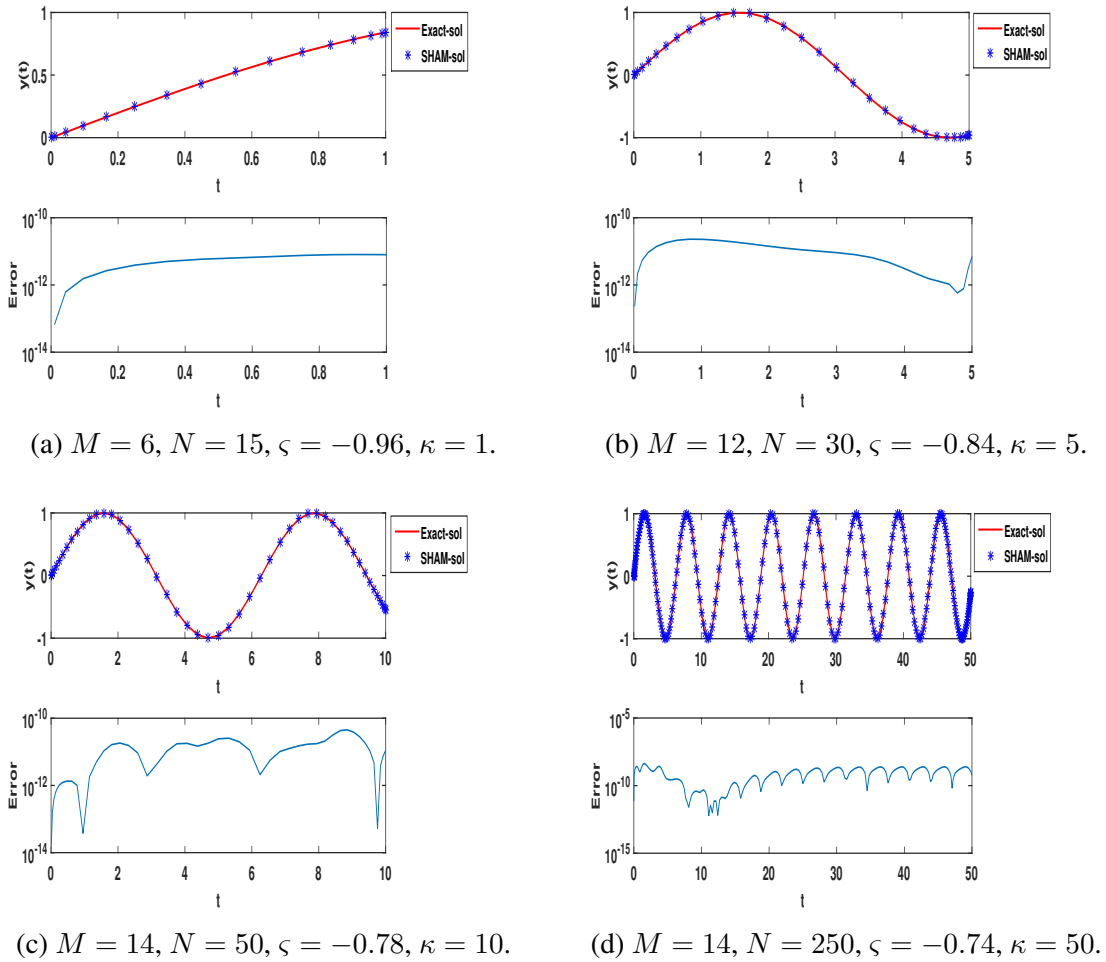 1
0.5
0
y(t)
0 0.2 0.4 0.6 0.8 1
t
Exact-sol
SHAM-sol
10^-10
10^-12
10^-14
Error
0 0.2 0.4 0.6 0.8 1
t
(a) M = 6, N = 15, ς = −0.96, κ = 1.
1
0
-1
y(t)
0 1 2 3 4 5
t
Exact-sol
SHAM-sol
10^-10
10^-12
10^-14
Error
0 1 2 3 4 5
t
(b) M = 12, N = 30, ς = −0.84, κ = 5.
1
0
-1
y(t)
0 2 4 6 8 10
t
Exact-sol
SHAM-sol
10^-10
10^-12
10^-14
Error
0 2 4 6 8 10
t
(c) M = 14, N = 50, ς = −0.78, κ = 10.
1
0
-1
y(t)
0 10 20 30 40 50
t
Exact-sol
SHAM-sol
10^-5
10^-10
10^-15
Error
0 10 20 30 40 50
t
(d) M = 14, N = 250, ς = −0.74, κ = 50.